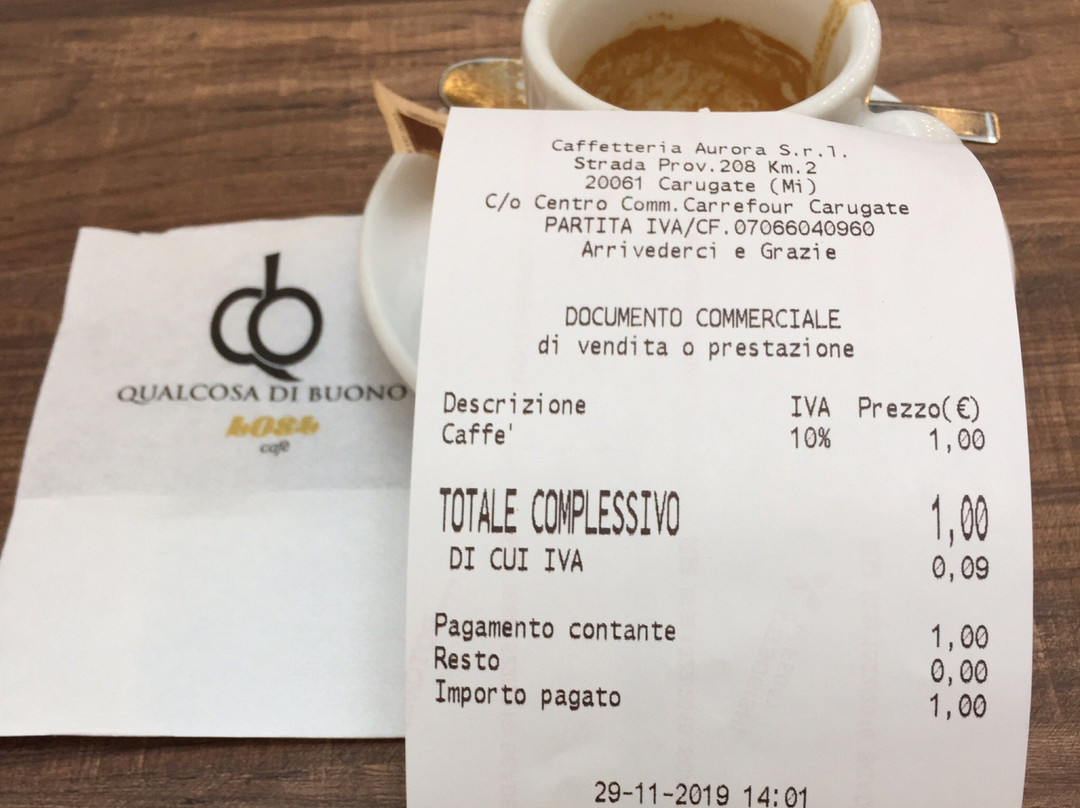 Caffetteria Aurora S.r.l.
Strada Prov.208 Km.2
20061 Carugate (Mi)
C/o Centro Comm.Carrefour Carugate
PARTITA IVA/CF.07066040960
Arrivederci e Grazie
DOCUMENTO COMMERCIALE
di vendita o prestazione
Descrizione IVA Prezzo(€)
Caffe' 10% 1,00
TOTALE COMPLESSIVO 1,00
DI CUI IVA 0,09
Pagamento contante 1,00
Resto 0,00
Importo pagato 1,00
29-11-2019 14:01
QUALCOSA DI BUONO
cafè